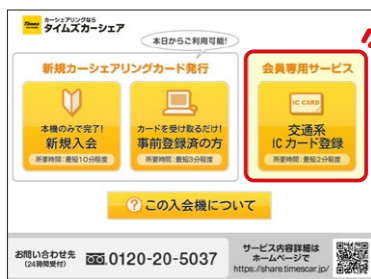 Times
カーシェアリングなら
タイムズカーシェア
本日からご利用可能!
新規カーシェアリングカード発行
本機のみで完了!
新規入会
所要時間:最短10分程度
カードを受け取るだけ!
事前登録済の方
所要時間:最短3分程度
会員専用サービス
IC CARD
交通系
ICカード登録
所要時間:最短2分程度
? この入会機について
お問い合わせ先
(24時間受付)
0120-20-5037
サービス内容詳細は
ホームページで
https://share.timescar.jp/